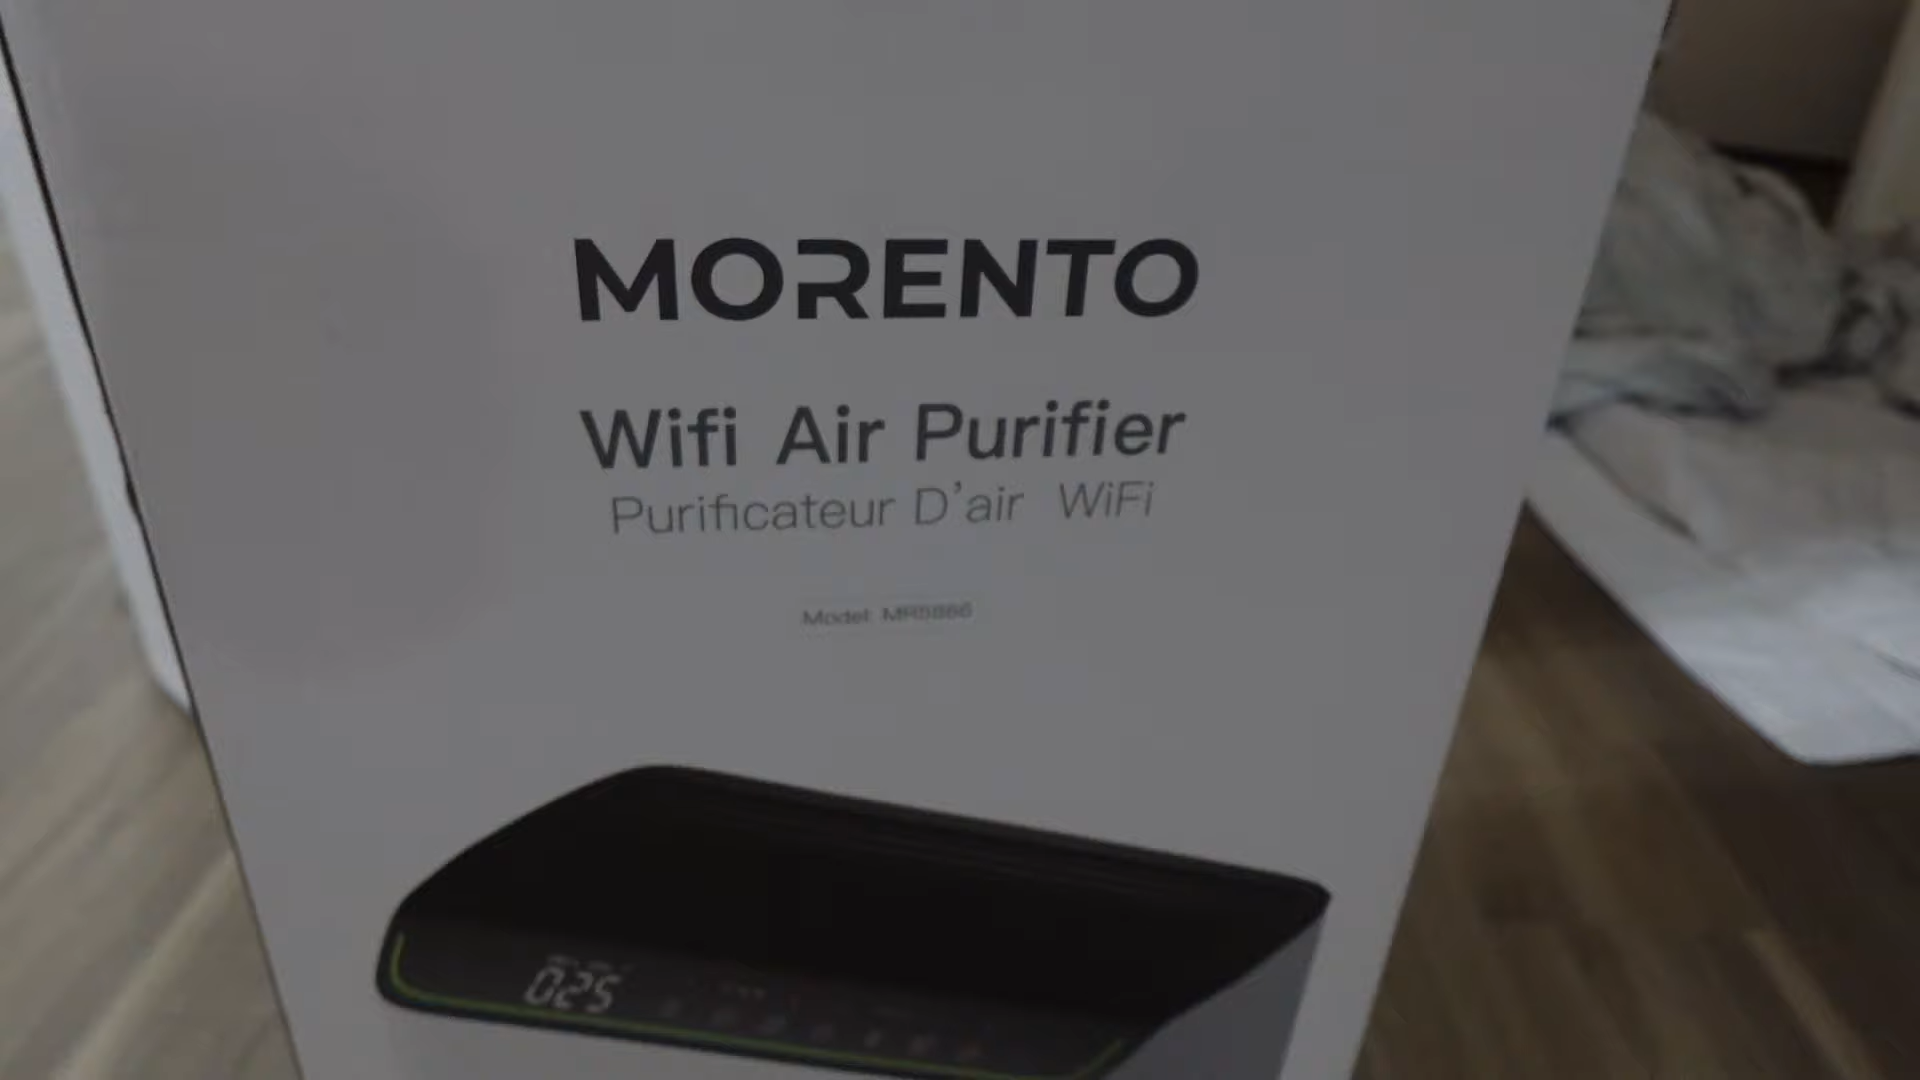 MORENTO
Wifi Air Purifier
Purificateur D'air WiFi
Model:
025